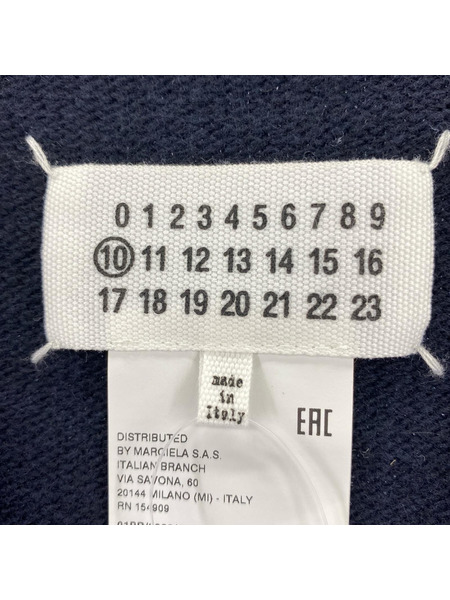 0 1 2 3 4 5 6 7 8 9
10 11 12 13 14 15 16
17 18 19 20 21 22 23
made
in
Italy
EAC
DISTRIBUTED
BY MARGIELA S.A.S.
ITALIAN BRANCH
VIA SAVONA, 60
20144 MILANO (MI) - ITALY
RN 154909